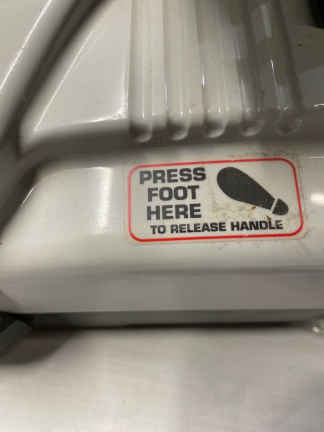 PRESS
FOOT
HERE
TO RELEASE HANDLE